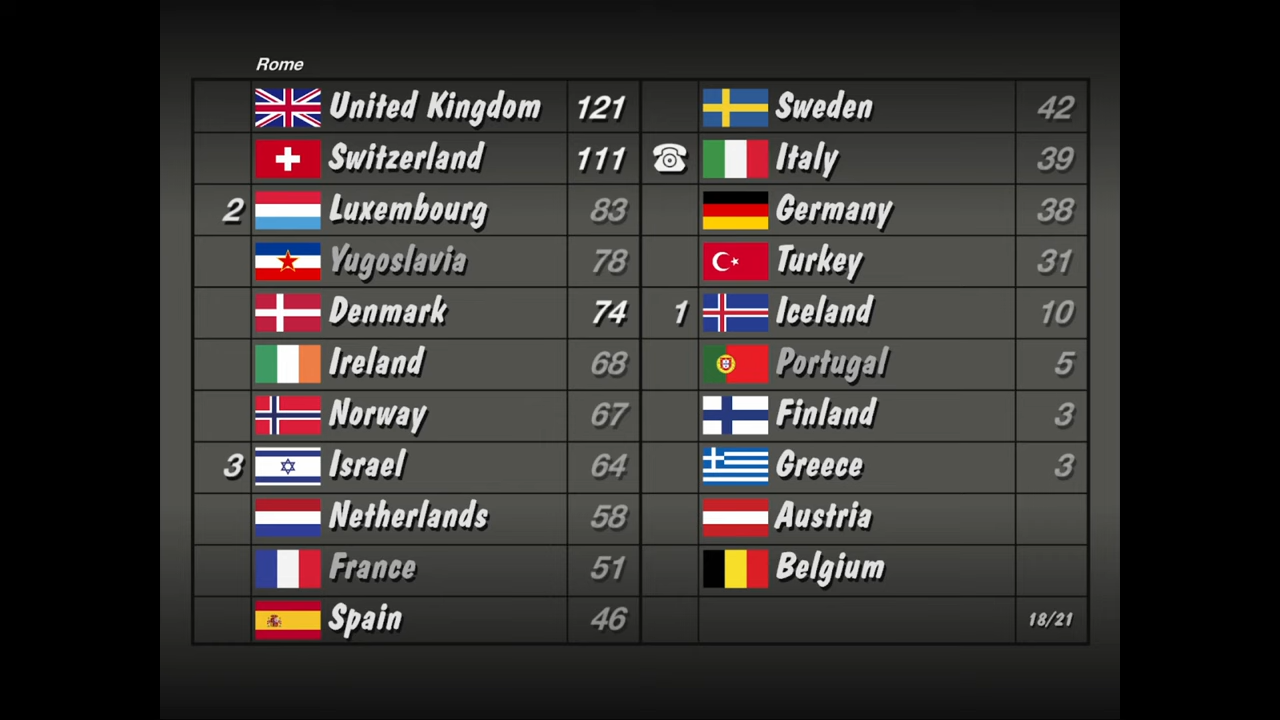 Rome
United Kingdom 121
Switzerland 111
2 Luxembourg 83
Yugoslavia 78
Denmark 74
Ireland 68
Norway 67
3 Israel 64
Netherlands 58
France 51
Spain 46
Sweden 42
Italy 39
Germany 38
Turkey 31
1 Iceland 10
Portugal 5
Finland 3
Greece 3
Austria
Belgium
18/21